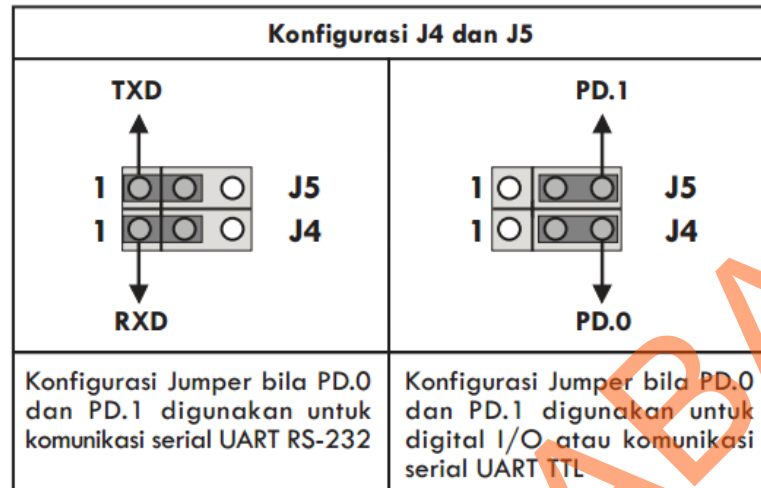 Konfigurasi J4 dan J5
TXD
1 J5
1 J4
RXD
Konfigurasi Jumper bila PD.0
dan PD.1 digunakan untuk
komunikasi serial UART RS-232
PD.1
1 J5
1 J4
PD.0
Konfigurasi Jumper bila PD.0
dan PD.1 digunakan untuk
digital I/O atau komunikasi
serial UART TTL
ABA